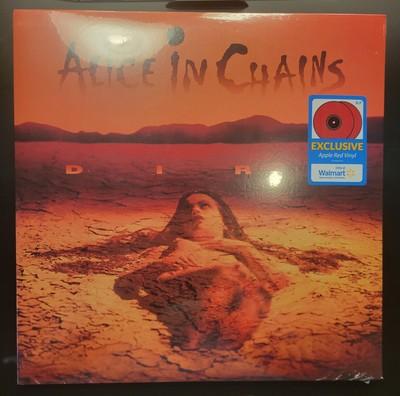 ALICE IN CHAINS
D I R
EXCLUSIVE
Apple Red Vinyl
Walmart